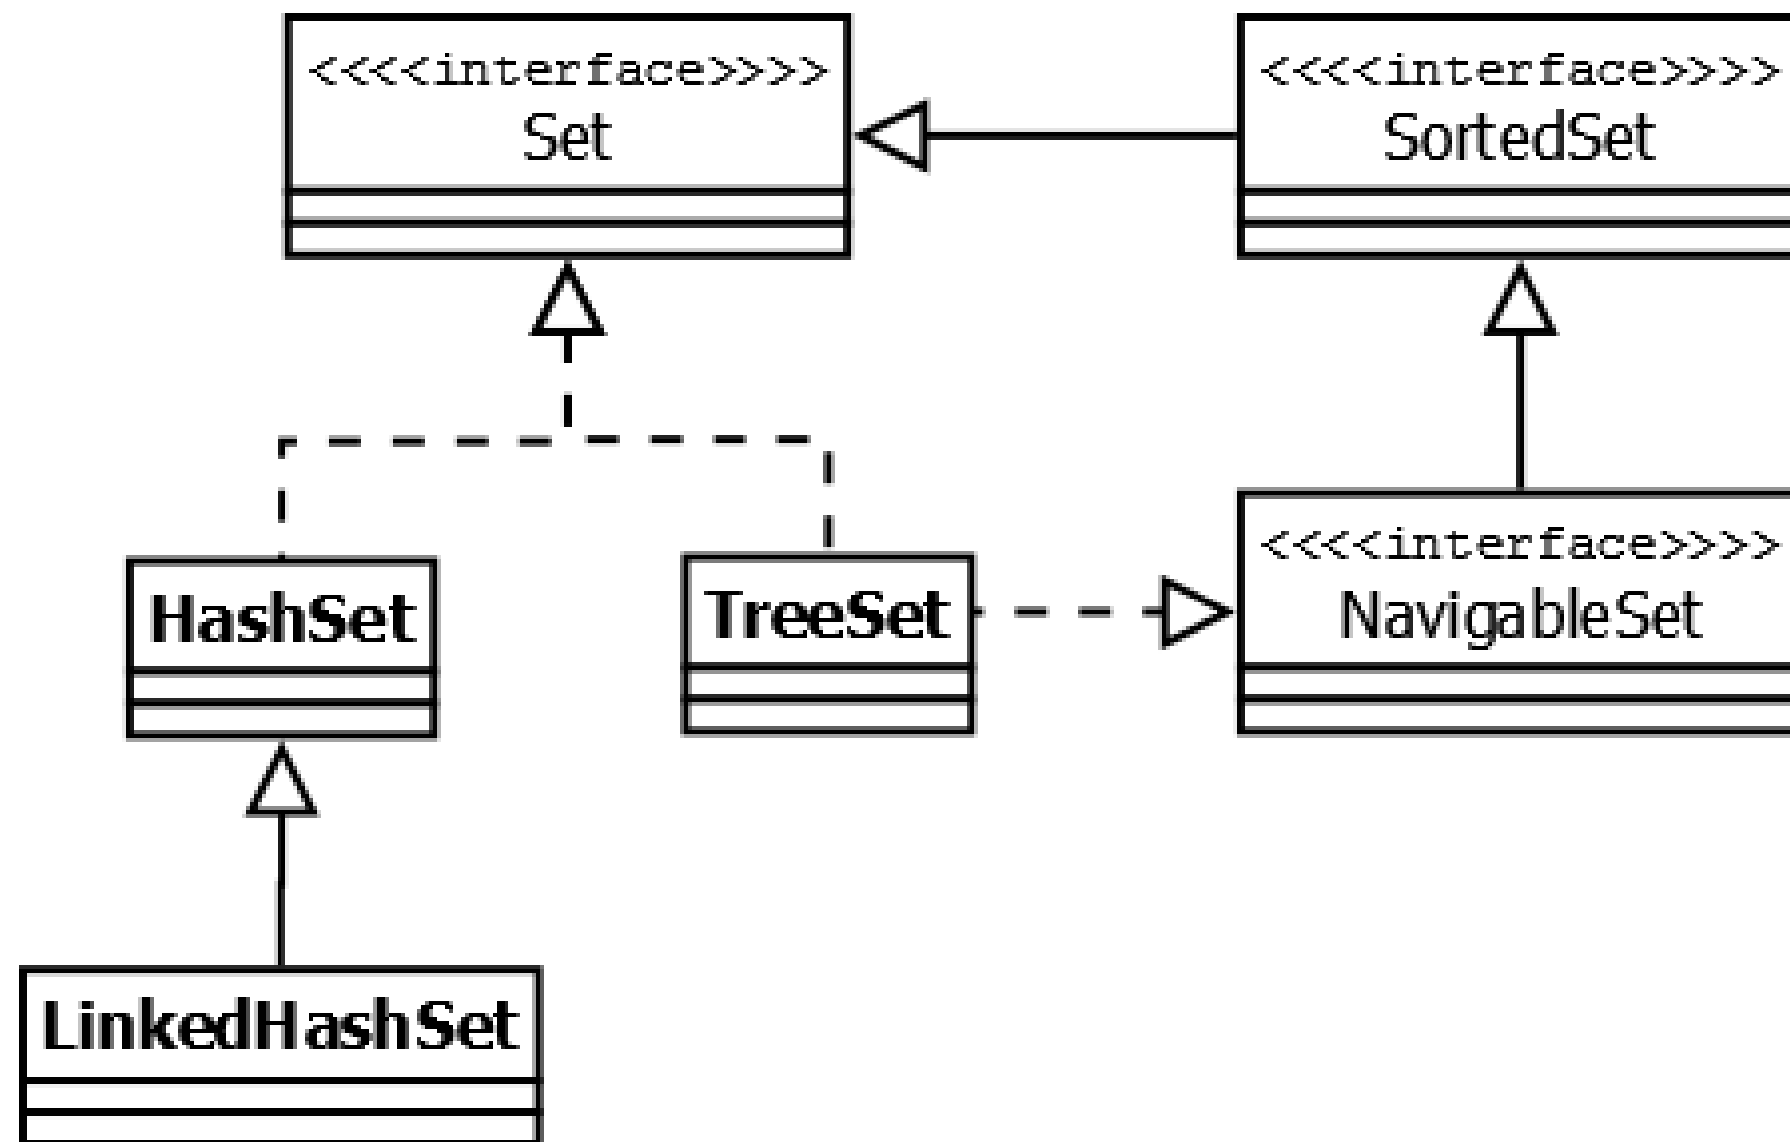 <<<<interface>>>>
Set
<<<<interface>>>>
SortedSet
HashSet
TreeSet
<<<<interface>>>>
NavigableSet
LinkedHashSet